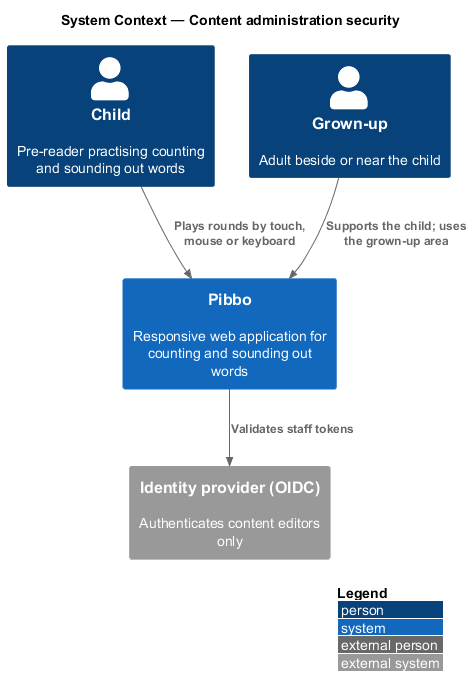 System Context — Content administration security
Child
Pre-reader practising counting
and sounding out words
Grown-up
Adult beside or near the child
Plays rounds by touch,
mouse or keyboard
Supports the child; uses
the grown-up area
Pibbo
Responsive web application for
counting and sounding out
words
Validates staff tokens
Identity provider (OIDC)
Authenticates content editors
only
Legend
person
system
external person
external system